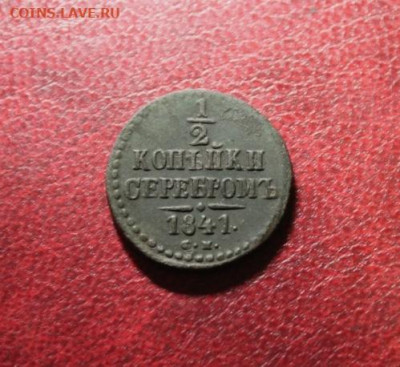 COINS.LAVE.RU
1
2
КОПѢЙКИ
СЕРЕБРОМЪ
1841.
С.М.